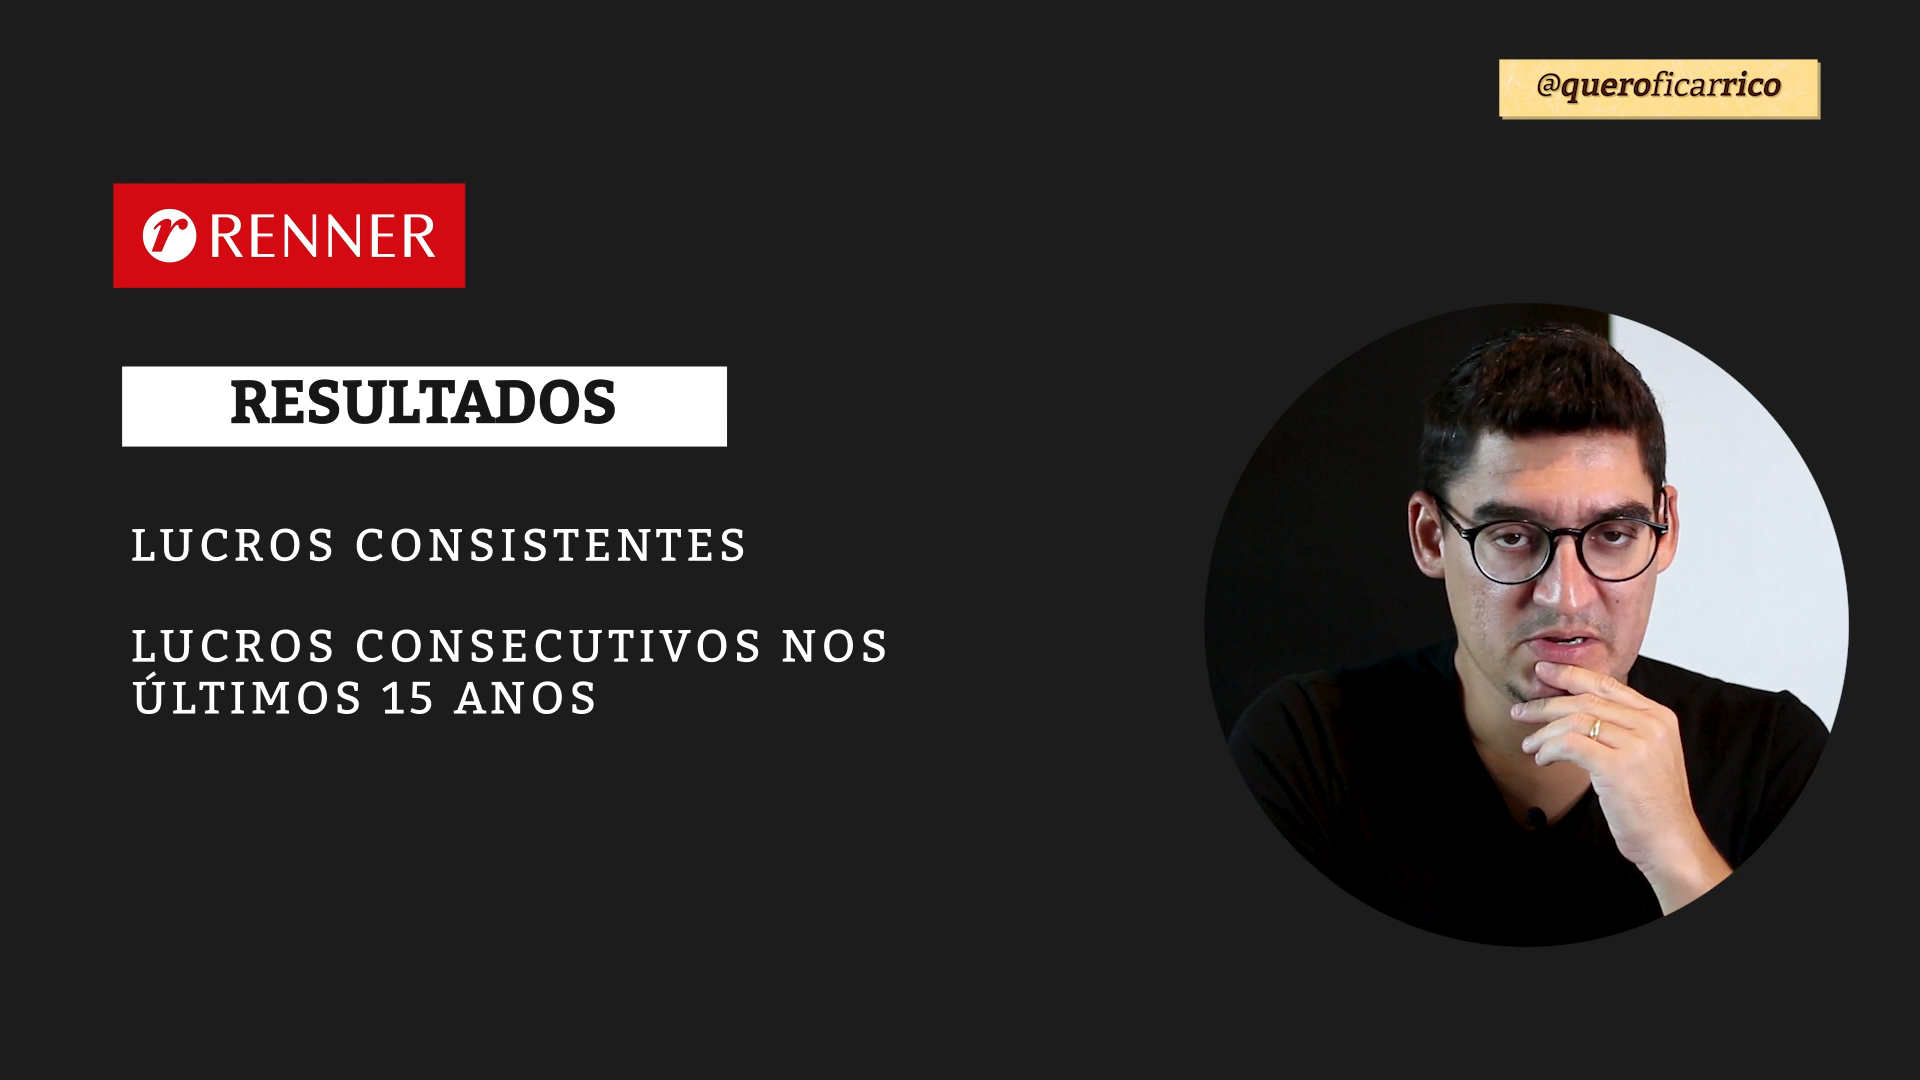 @queroficarrico
r RENNER
RESULTADOS
LUCROS CONSISTENTES
LUCROS CONSECUTIVOS NOS
ÚLTIMOS 15 ANOS